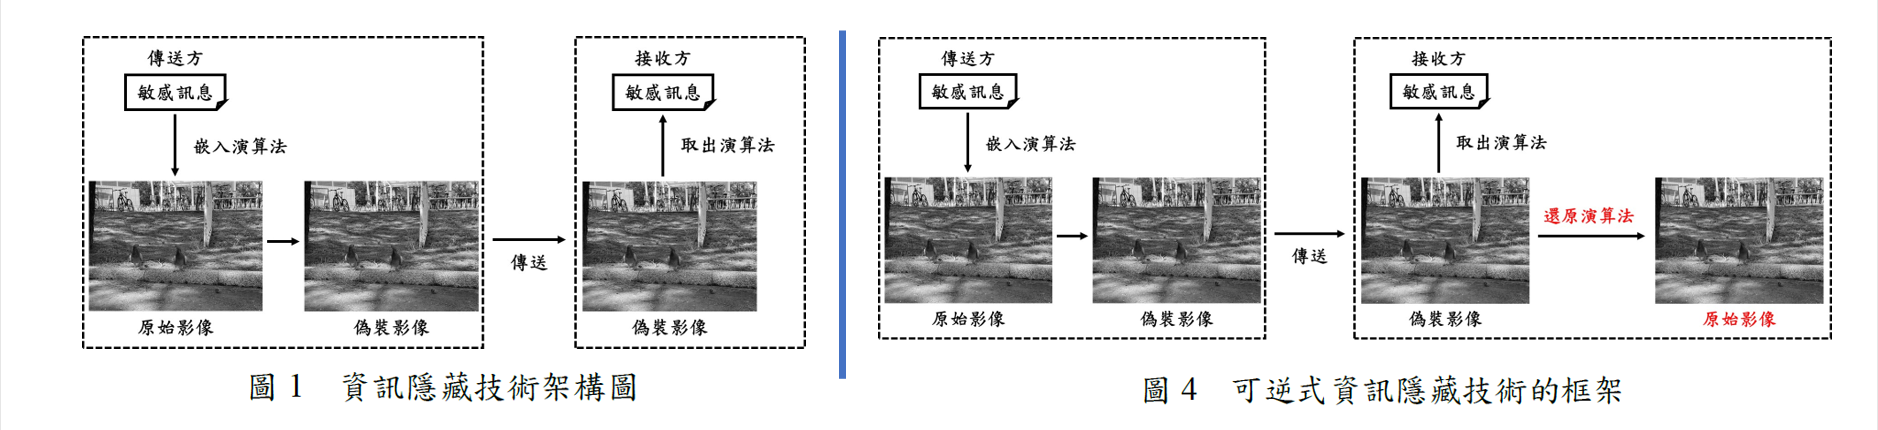 傳送方
敏感訊息
嵌入演算法
原始影像
偽裝影像
傳送
接收方
敏感訊息
取出演算法
偽裝影像
圖 1 資訊隱藏技術架構圖
傳送方
敏感訊息
嵌入演算法
原始影像
偽裝影像
傳送
接收方
敏感訊息
取出演算法
偽裝影像
還原演算法
原始影像
圖 4 可逆式資訊隱藏技術的框架